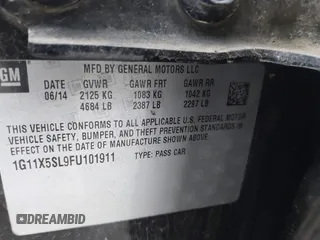 GM
MFD BY GENERAL MOTORS LLC
DATE GVWR GAWR FRT GAWR RR
06/14 2125 KG 1083 KG 1042 KG
4684 LB 2387 LB 2297 LB
THIS VEHICLE CONFORMS TO ALL APPLICABLE U.S. FEDERAL MOTOR
VEHICLE SAFETY, BUMPER, AND THEFT PREVENTION STANDARDS IN
EFFECT ON THE DATE OF MANUFACTURE SHOWN ABOVE.
1G11X5SL9FU101911 TYPE: PASS CAR
DREAMBID